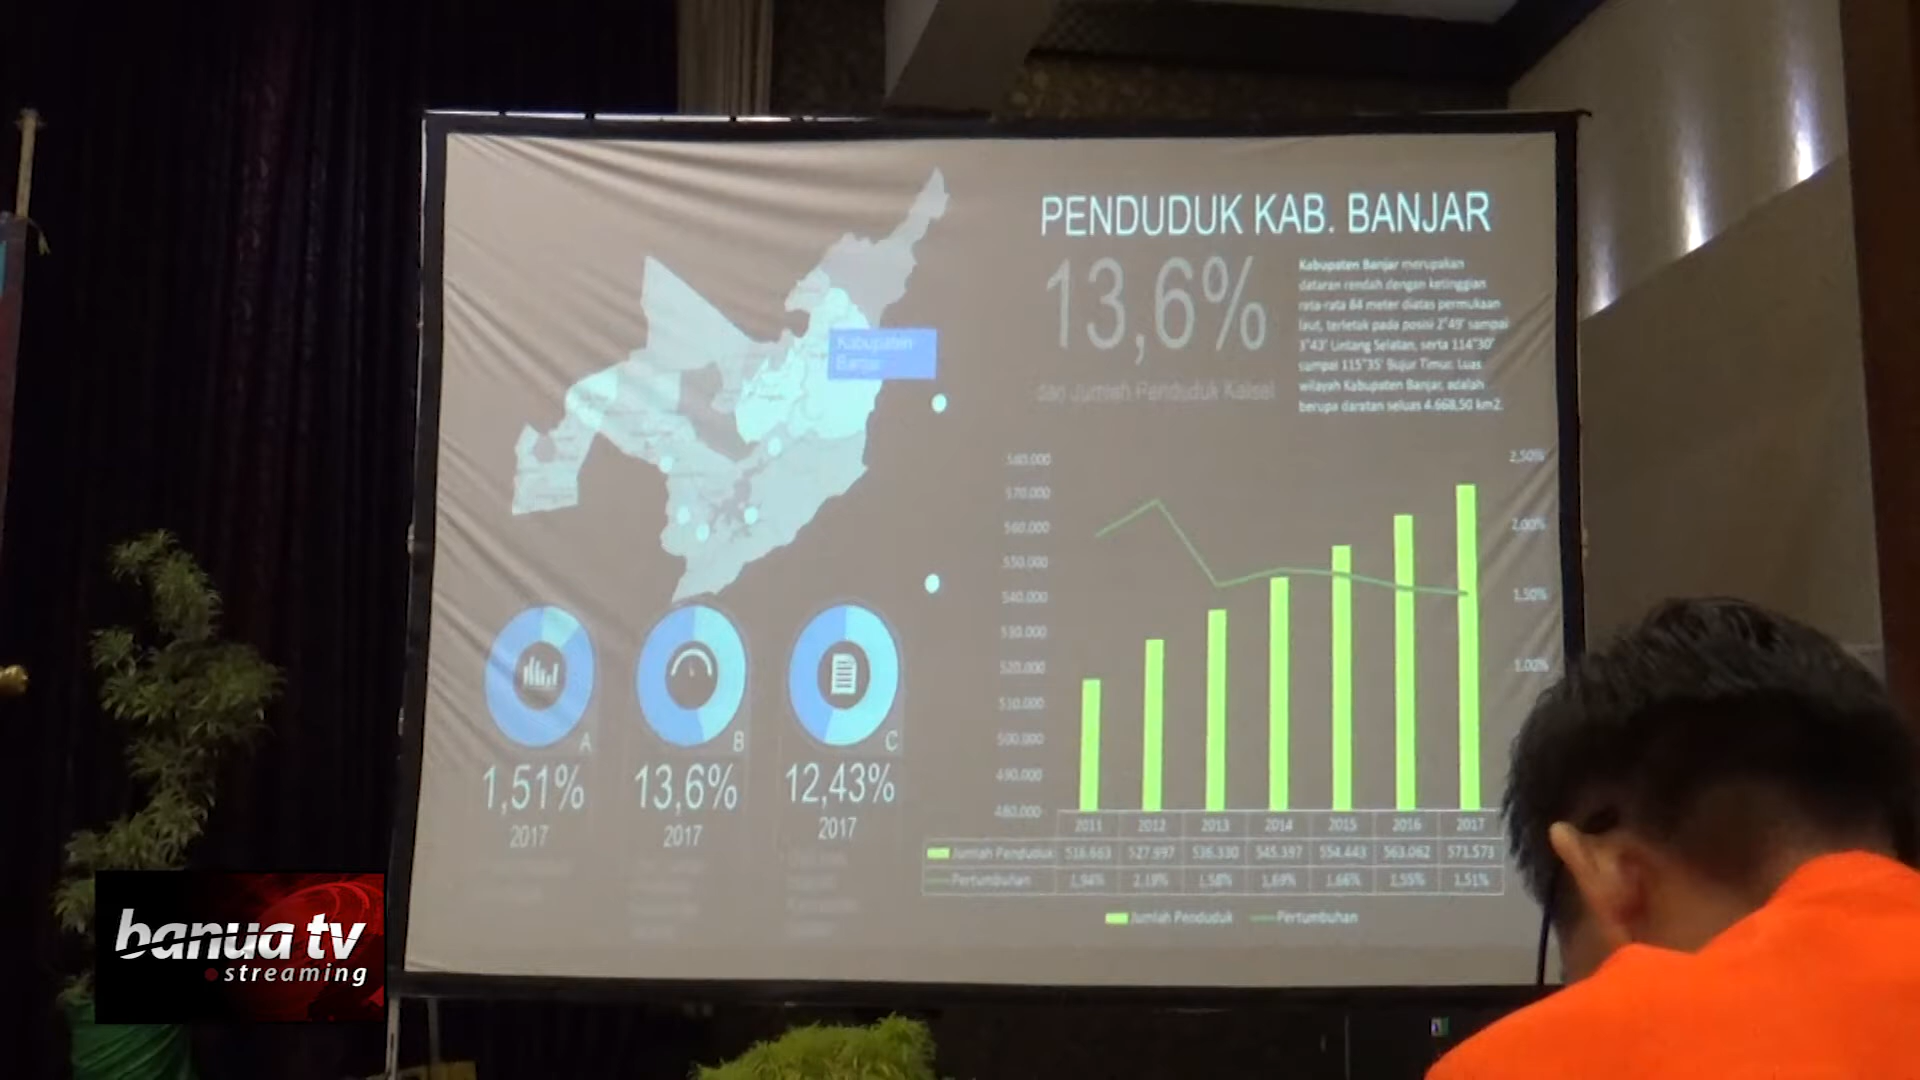 PENDUDUK KAB. BANJAR
13,6%
dari Jumlah Penduduk Kalsel
Kabupaten Banjar merupakan
dataran rendah dengan ketinggian
rata-rata 84 meter diatas permukaan
laut, terletak pada posisi 2°49' sampai
3°43' Lintang Selatan, serta 114°30'
sampai 115°35' Bujur Timur. Luas
wilayah Kabupaten Banjar, adalah
berupa daratan seluas 4.668,50 km2.
Kabupaten
Banjar
A
1,51%
2017
B
13,6%
2017
C
12,43%
2017
580.000
570.000
560.000
550.000
540.000
530.000
520.000
510.000
500.000
490.000
480.000
2,50%
2,00%
1,50%
1,00%
2011 2012 2013 2014 2015 2016 2017
Jumlah Penduduk 516.663 527.997 536.330 545.397 554.443 563.062 571.573
Pertumbuhan 1,94% 2,19% 1,58% 1,69% 1,66% 1,55% 1,51%
Jumlah Penduduk Pertumbuhan
banua tv
streaming